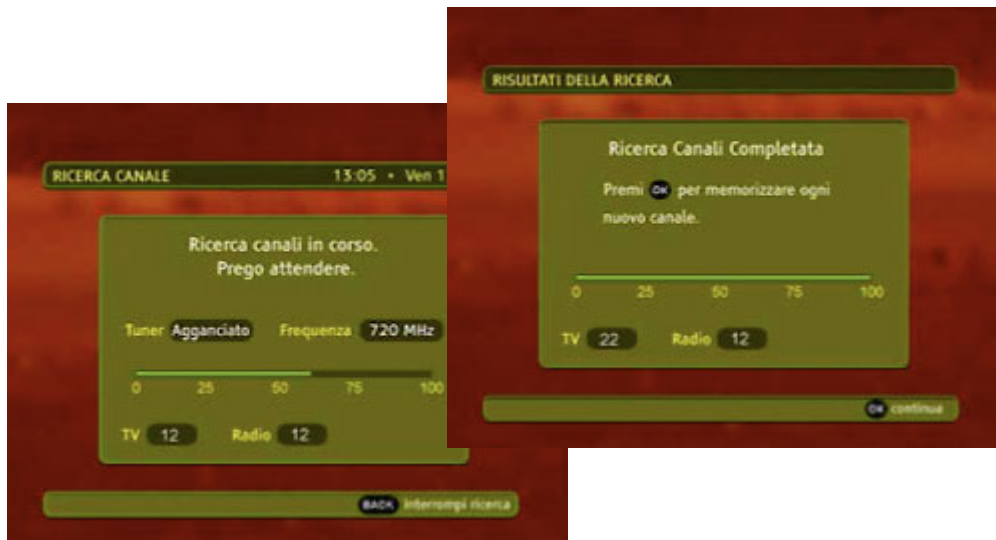 RICERCA CANALE
13:05 • Ven 1
Ricerca canali in corso.
Prego attendere.
Tuner Agganciato Frequenza 720 MHz
0 25 50 75 100
TV 12 Radio 12
BACK interrompi ricerca
RISULTATI DELLA RICERCA
Ricerca Canali Completata
Premi OK per memorizzare ogni
nuovo canale.
0 25 50 75 100
TV 22 Radio 12
OK continua